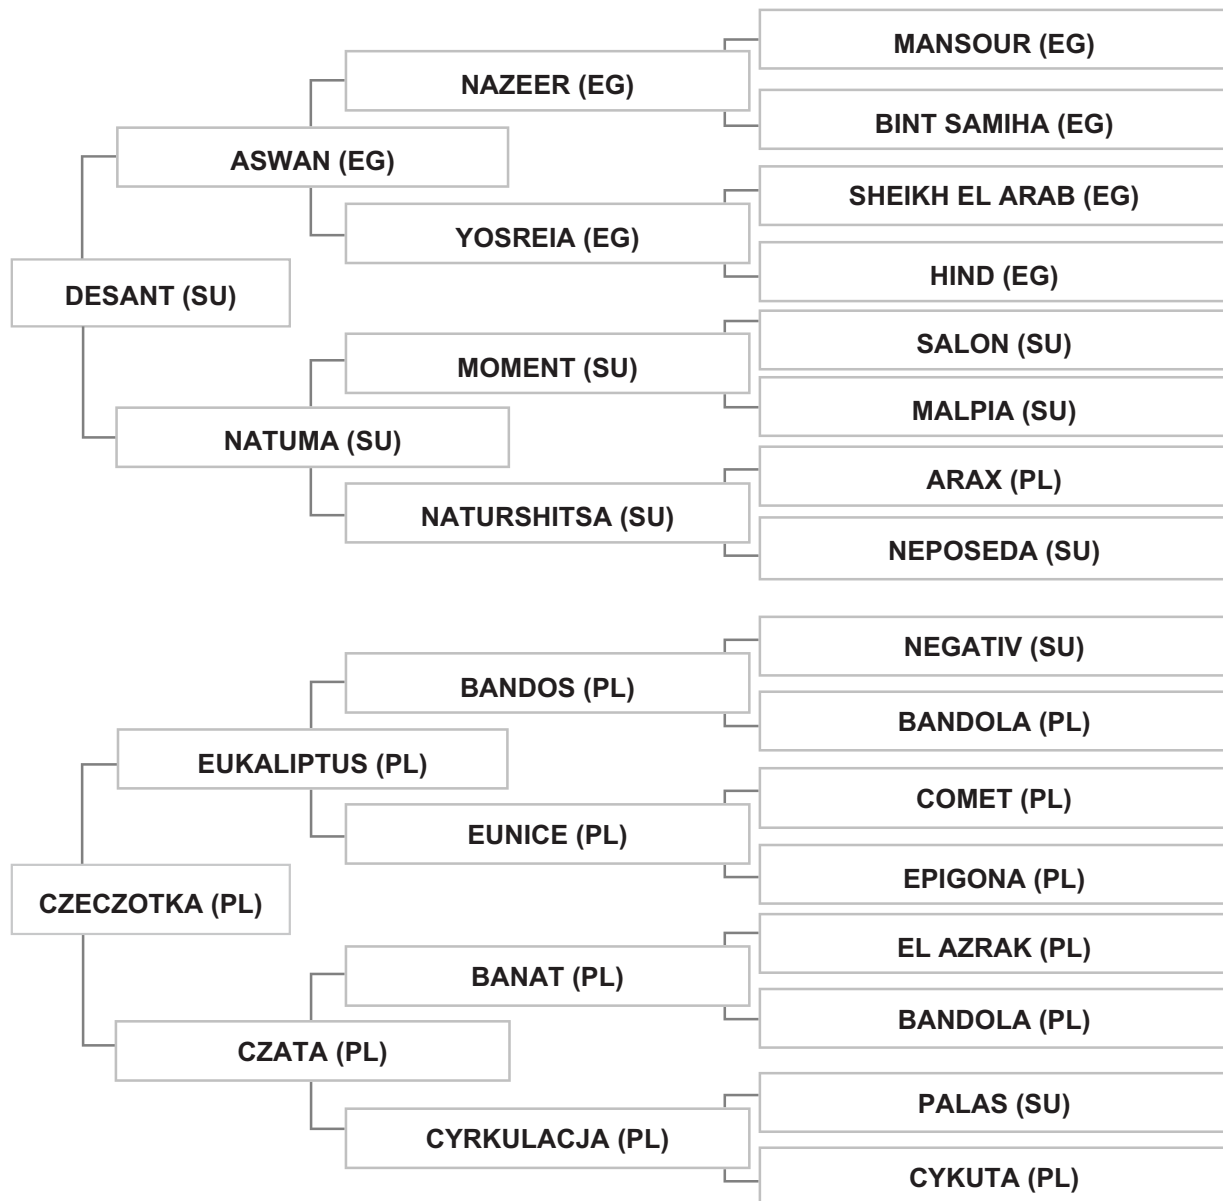 MANSOUR (EG)
NAZEER (EG)
BINT SAMIHA (EG)
ASWAN (EG)
SHEIKH EL ARAB (EG)
YOSREIA (EG)
HIND (EG)
DESANT (SU)
SALON (SU)
MOMENT (SU)
MALPIA (SU)
NATUMA (SU)
ARAX (PL)
NATURSHITSA (SU)
NEPOSEDA (SU)
NEGATIV (SU)
BANDOS (PL)
BANDOLA (PL)
EUKALIPTUS (PL)
COMET (PL)
EUNICE (PL)
EPIGONA (PL)
CZECZOTKA (PL)
EL AZRAK (PL)
BANAT (PL)
BANDOLA (PL)
CZATA (PL)
PALAS (SU)
CYRKULACJA (PL)
CYKUTA (PL)